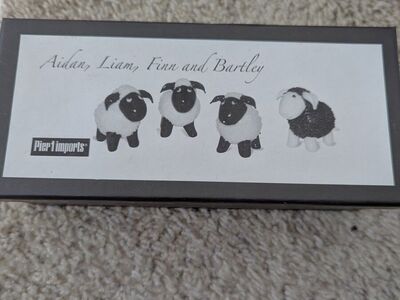 Aidan, Liam, Finn and Bartley
Pier 1 imports®